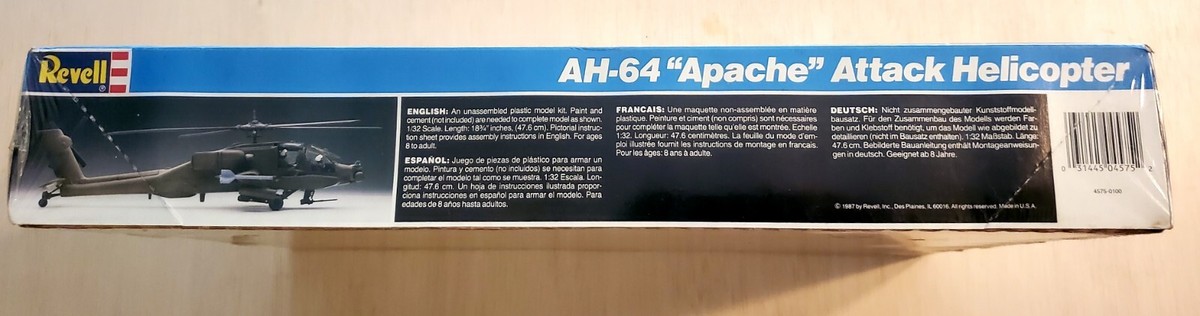 Revell®
AH-64 “Apache” Attack Helicopter
ENGLISH: An unassembled plastic model kit. Paint and
cement (not included) are needed to complete model as shown.
1:32 Scale. Length: 18¾" inches, (47.6 cm). Pictorial instruc-
tion sheet provides assembly instructions in English. For ages
8 to adult.
ESPAÑOL: Juego de piezas de plástico para armar un
modelo. Pintura y cemento (no incluidos) se necesitan para
completar el modelo tal como se muestra. 1:32 Escala. Lon-
gitud: 47.6 cm. Un hoja de instrucciones ilustrada propor-
ciona instrucciones en español para armar el modelo. Para
edades de 8 años hasta adultos.
FRANCAIS: Une maquette non-assemblée en matière
plastique. Peinture et ciment (non compris) sont nécessaires
pour compléter la maquette telle qu'elle est montrée. Echelle
1:32. Longueur: 47.6 centimètres. La feuille du mode d'em-
ploi illustrée fournit les instructions de montage en francais.
Pour les âges: 8 ans à adulte.
DEUTSCH: Nicht zusammengebauter Kunststoffmodell-
bausatz. Für den Zusammenbau des Modells werden Far-
ben und Klebstoff benötigt, um das Modell wie abgebildet zu
detaillieren (nicht im Bausatz enthalten). 1:32 Maßstab. Länge:
47.6 cm. Bebilderte Bauanleitung enthält Montageanweisun-
gen in deutsch. Geeignet ab 8 Jahre.
© 1987 by Revell, Inc., Des Plaines, IL 60016. All rights reserved. Made in U.S.A.
0 31445 04575 2
4575-0100